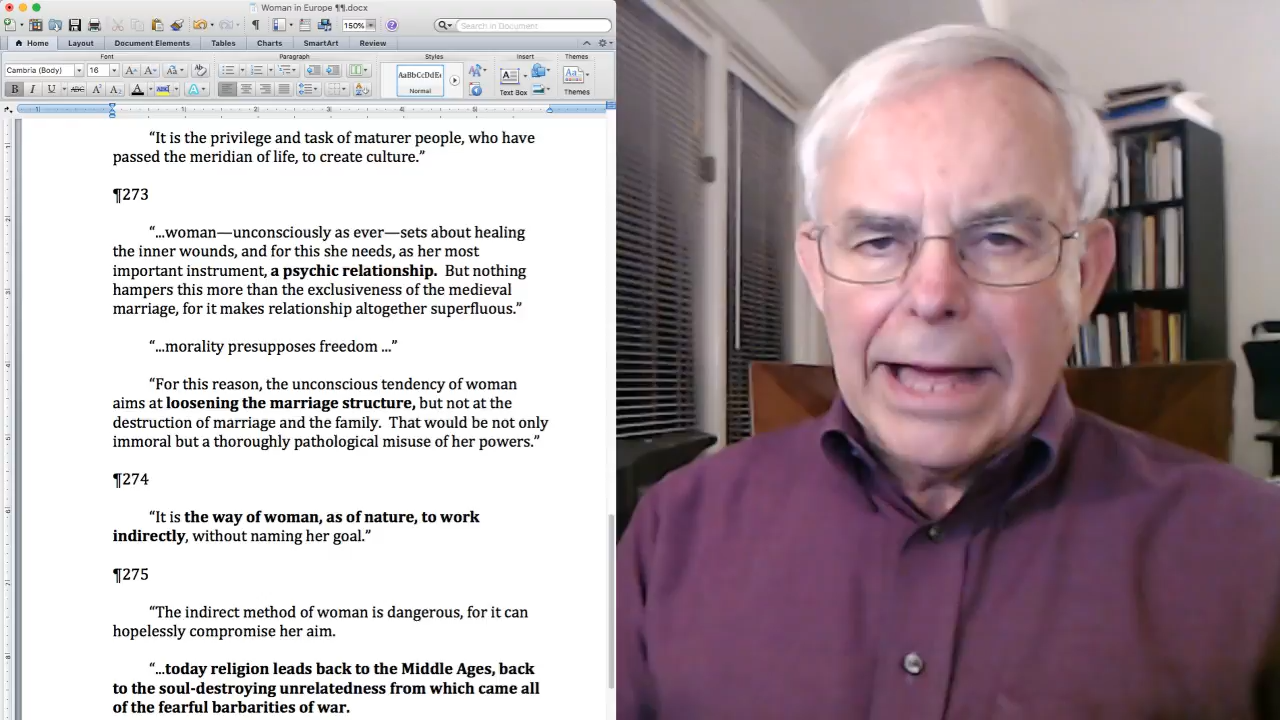 Woman in Europe ¶¶.docx
150%
Search in Document
Home Layout Document Elements Tables Charts SmartArt Review
Font Paragraph Styles Insert Themes
Cambria (Body) 16
AaBbCcDdEe
Normal
Text Box
Themes
“It is the privilege and task of maturer people, who have
passed the meridian of life, to create culture.”
¶273
“...woman—unconsciously as ever—sets about healing
the inner wounds, and for this she needs, as her most
important instrument, a psychic relationship.  But nothing
hampers this more than the exclusiveness of the medieval
marriage, for it makes relationship altogether superfluous.”
“...morality presupposes freedom ...”
“For this reason, the unconscious tendency of woman
aims at loosening the marriage structure, but not at the
destruction of marriage and the family.  That would be not only
immoral but a thoroughly pathological misuse of her powers.”
¶274
“It is the way of woman, as of nature, to work
indirectly, without naming her goal.”
¶275
“The indirect method of woman is dangerous, for it can
hopelessly compromise her aim.
“...today religion leads back to the Middle Ages, back
to the soul-destroying unrelatedness from which came all
of the fearful barbarities of war.